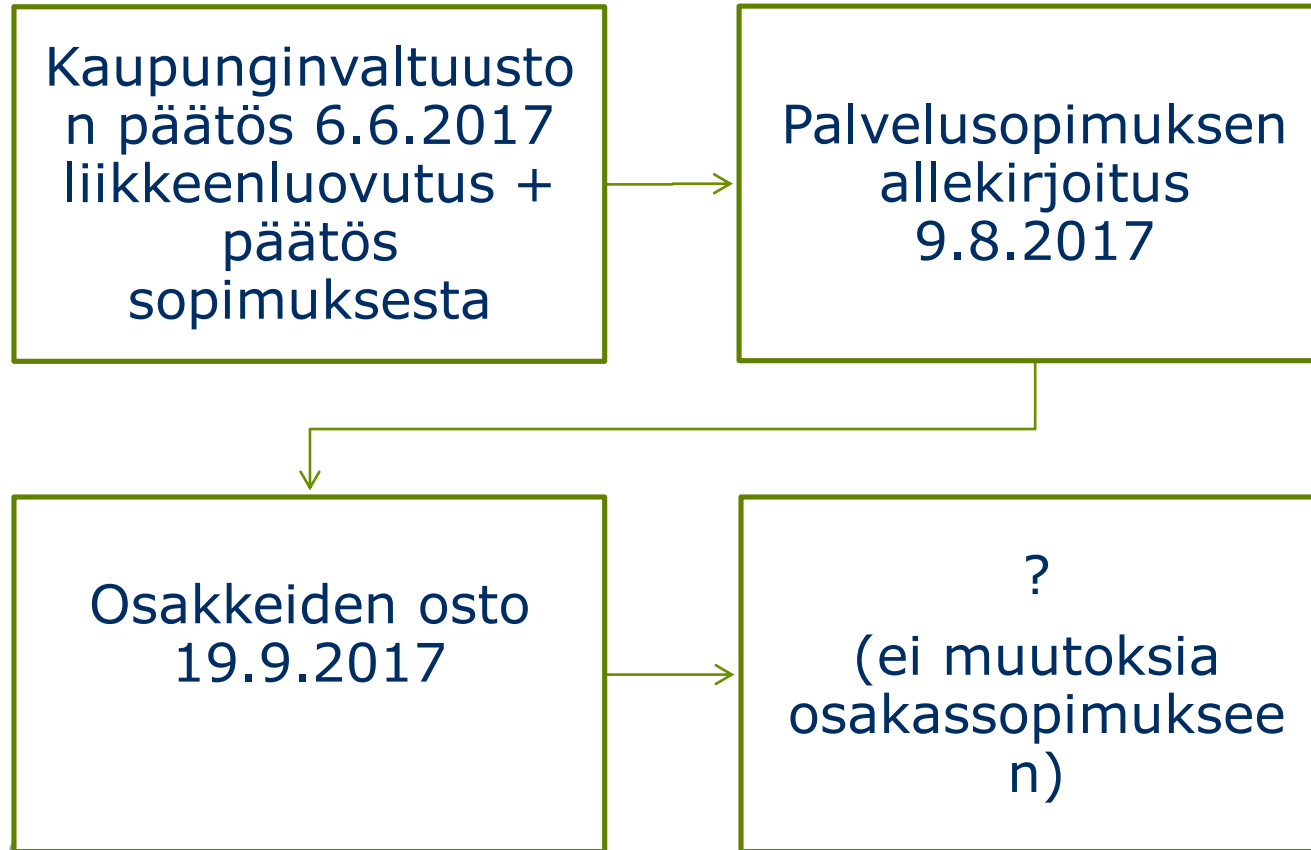 Kaupunginvaltuusto
n päätös 6.6.2017
liikkeenluovutus +
päätös
sopimuksesta
Palvelusopimuksen
allekirjoitus
9.8.2017
Osakkeiden osto
19.9.2017
?
(ei muutoksia
osakassopimuksee
n)